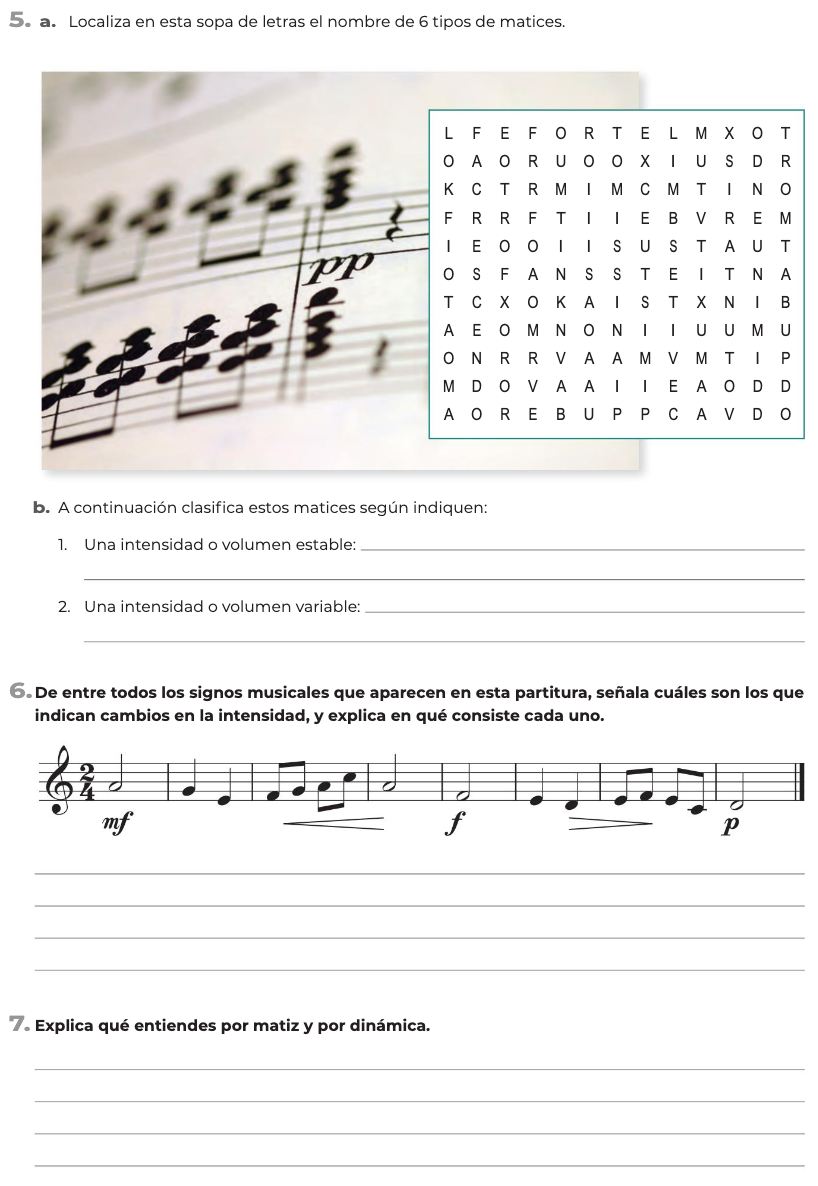 5. a. Localiza en esta sopa de letras el nombre de 6 tipos de matices.
pp
L F E F O R T E L M X O T
O A O R U O O X I U S D R
K C T R M I M C M T I N O
F R R F T I I E B V R E M
I E O O I I S U S T A U T
O S F A N S S T E I T N A
T C X O K A I S T X N I B
A E O M N O N I I U U M U
O N R R V A A M V M T I P
M D O V A A I I E A O D D
A O R E B U P P C A V D O
b. A continuación clasifica estos matices según indiquen:
1. Una intensidad o volumen estable:
2. Una intensidad o volumen variable:
6. De entre todos los signos musicales que aparecen en esta partitura, señala cuáles son los que
indican cambios en la intensidad, y explica en qué consiste cada uno.
2
4
mf f p
7. Explica qué entiendes por matiz y por dinámica.